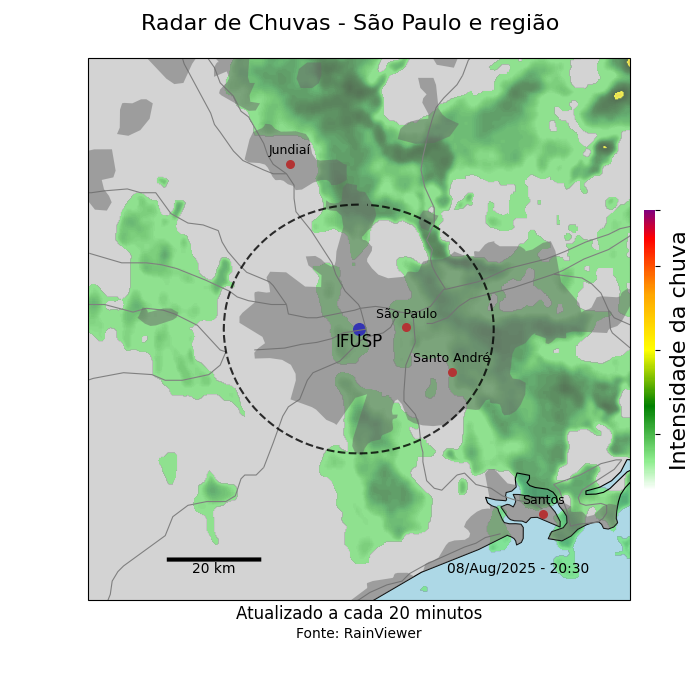 Radar de Chuvas - São Paulo e região
Jundiaí
São Paulo
IFUSP
Santo André
Santos
20 km
08/Aug/2025 - 20:30
Intensidade da chuva
Atualizado a cada 20 minutos
Fonte: RainViewer